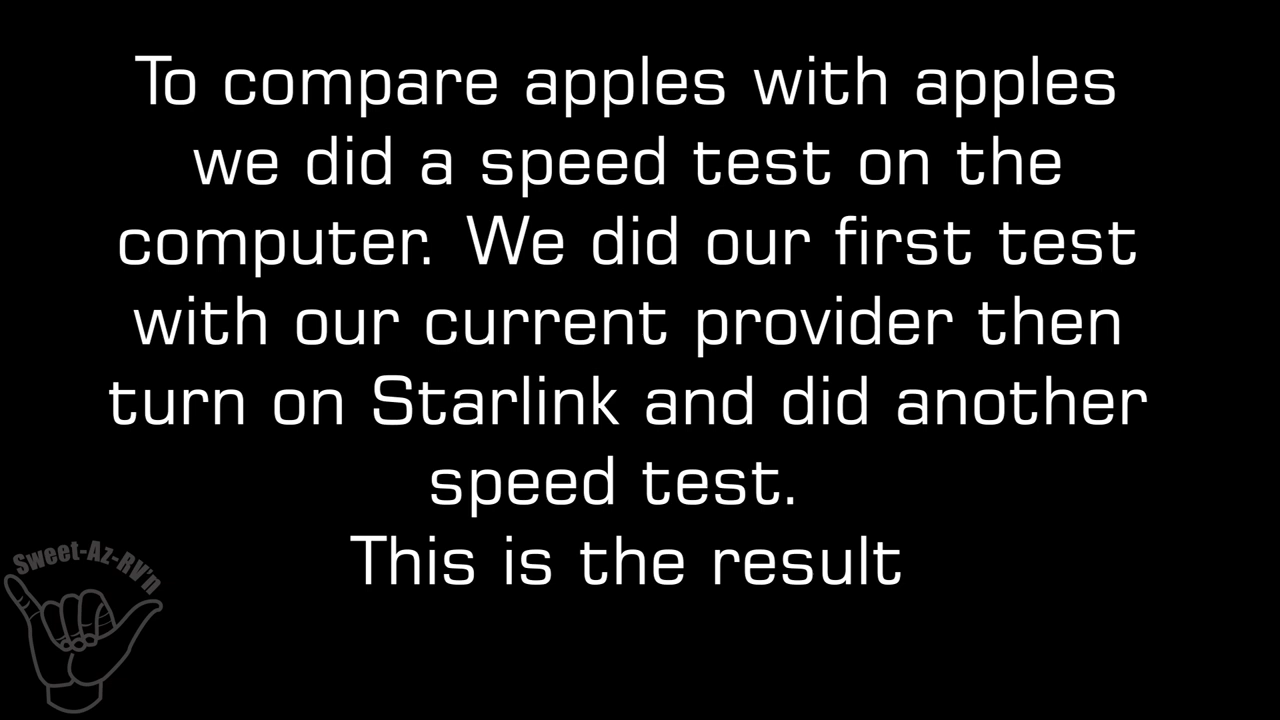 To compare apples with apples
we did a speed test on the
computer. We did our first test
with our current provider then
turn on Starlink and did another
speed test.
This is the result
Sweet-Az-RV'n